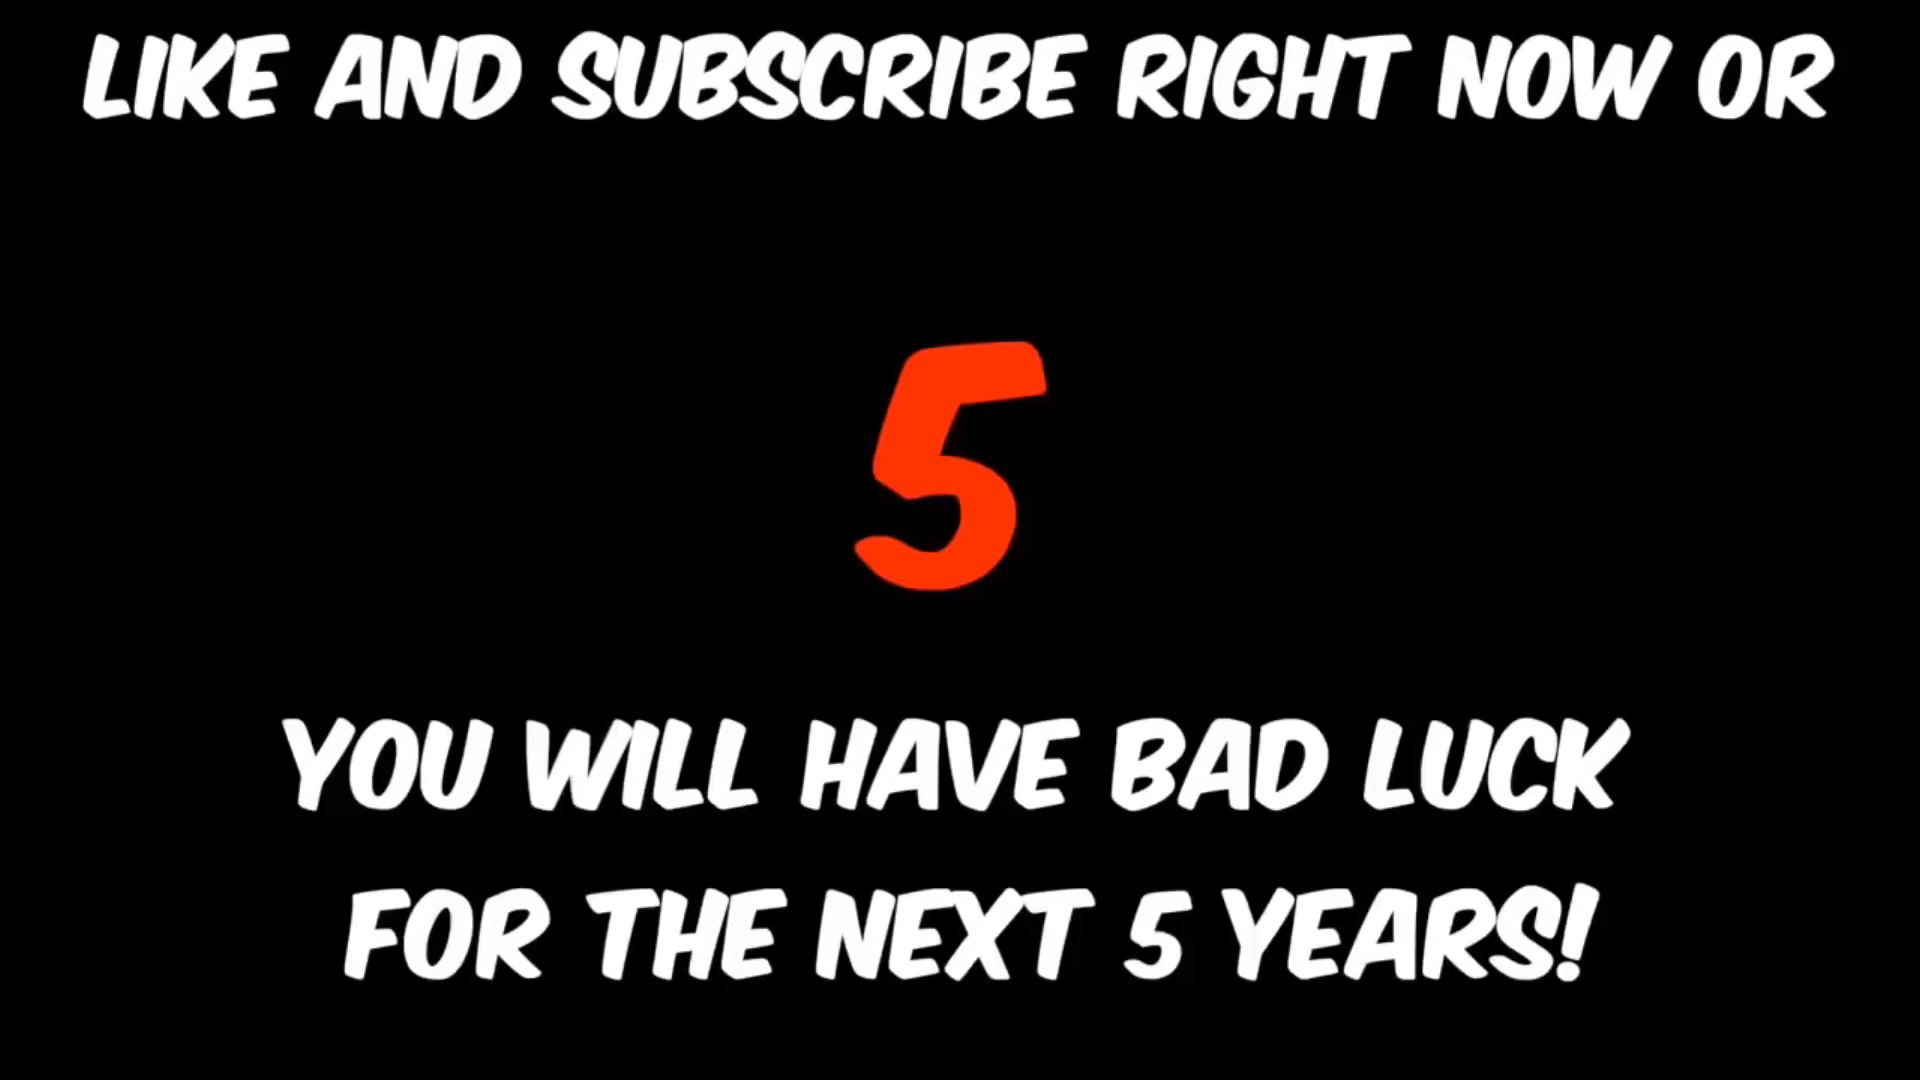 LIKE AND SUBSCRIBE RIGHT NOW OR
5
YOU WILL HAVE BAD LUCK
FOR THE NEXT 5 YEARS!